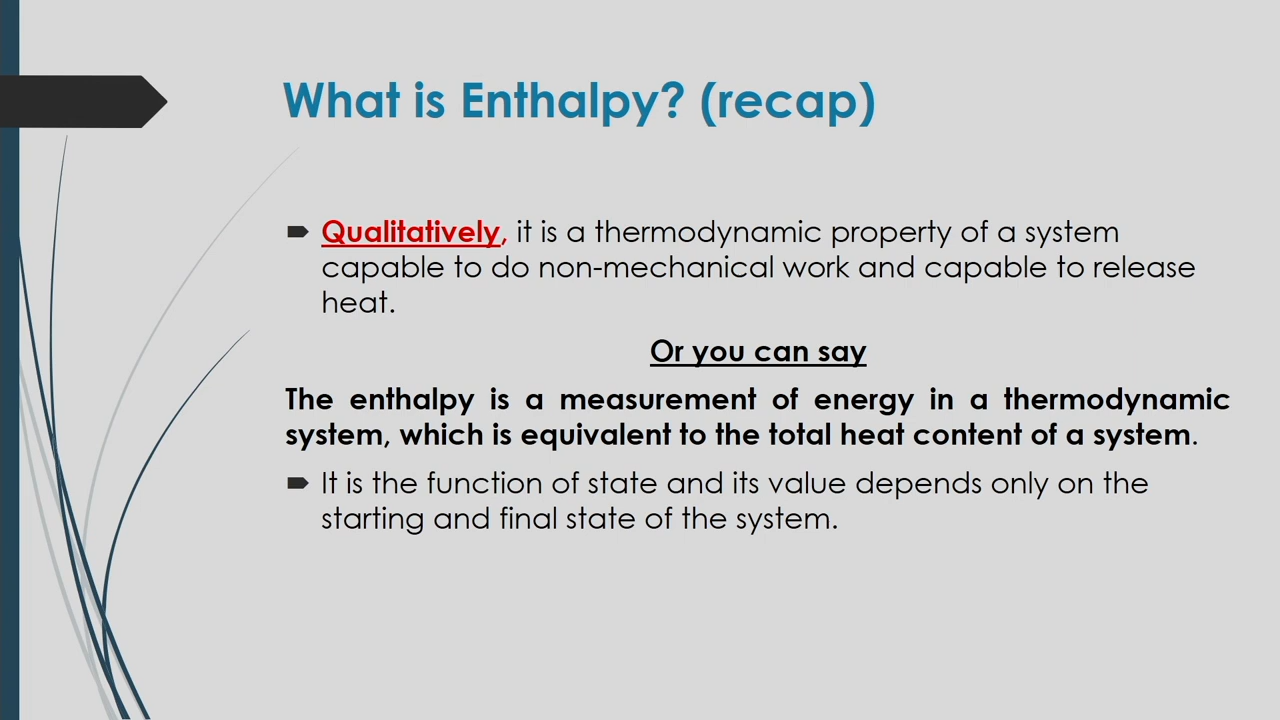 What is Enthalpy? (recap)
Qualitatively, it is a thermodynamic property of a system
capable to do non-mechanical work and capable to release
heat.
Or you can say
The enthalpy is a measurement of energy in a thermodynamic
system, which is equivalent to the total heat content of a system.
It is the function of state and its value depends only on the
starting and final state of the system.